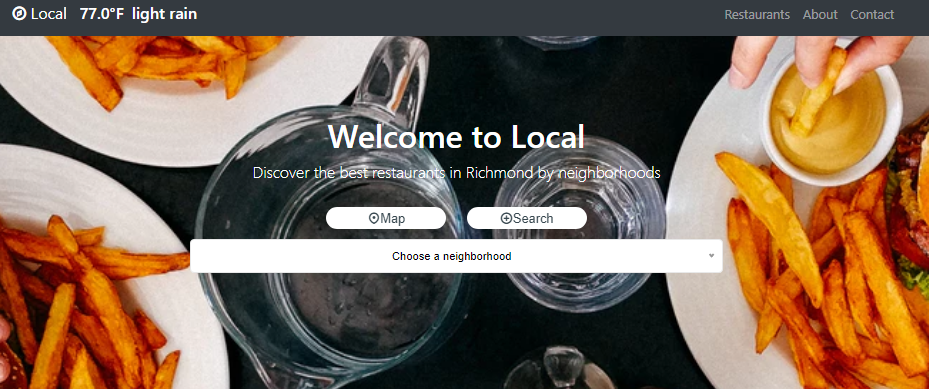 Local 77.0°F light rain Restaurants About Contact
Welcome to Local
Discover the best restaurants in Richmond by neighborhoods
Map Search
Choose a neighborhood